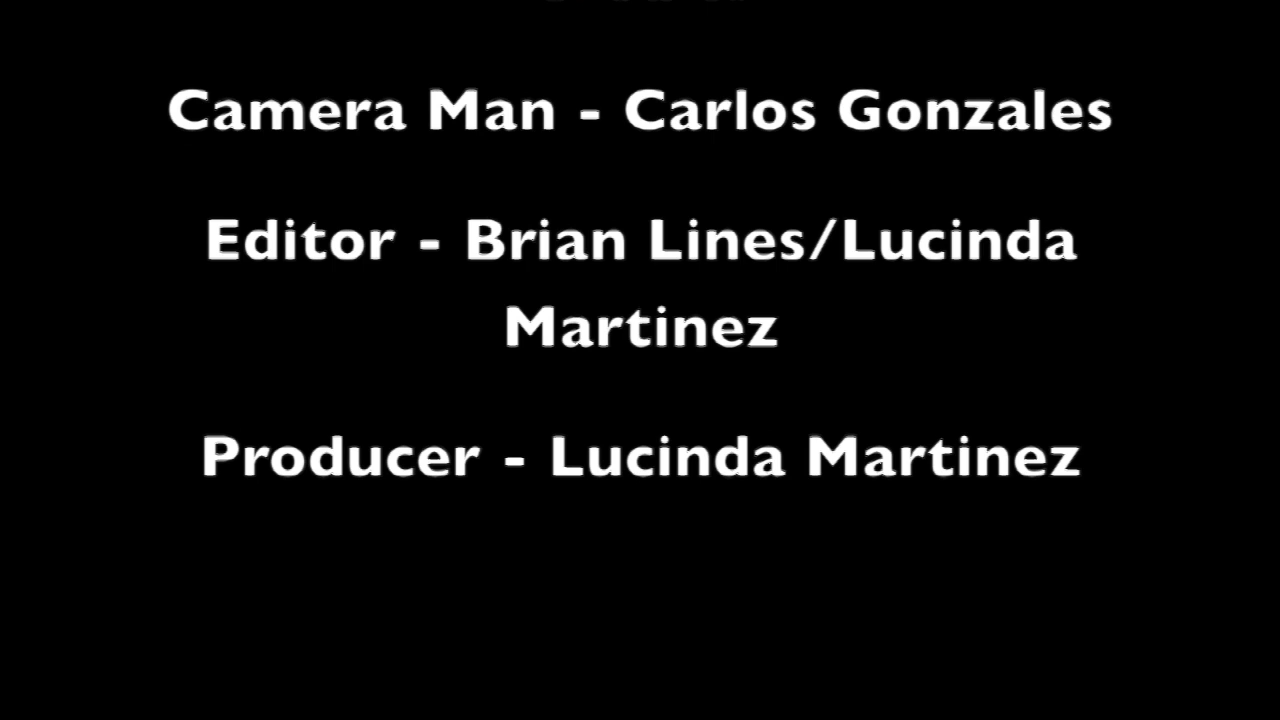 Camera Man - Carlos Gonzales
Editor - Brian Lines/Lucinda
Martinez
Producer - Lucinda Martinez